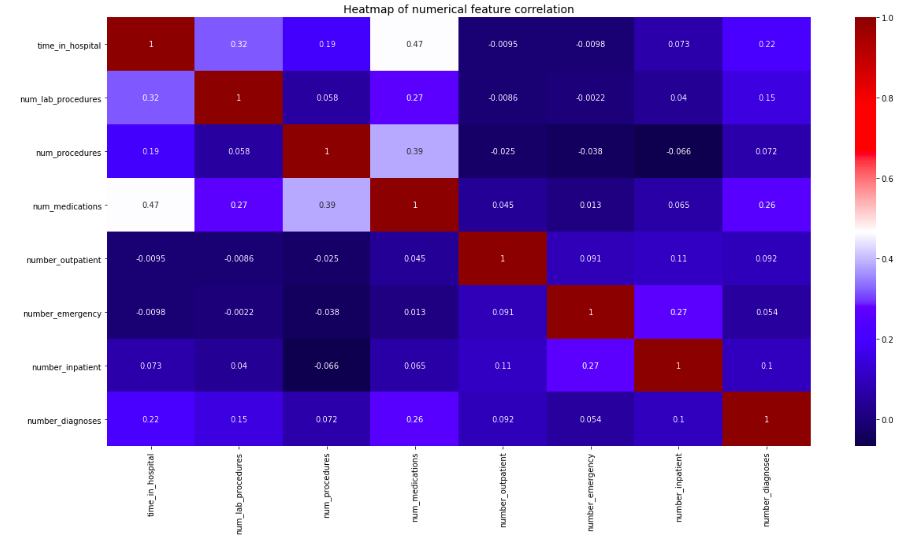 Heatmap of numerical feature correlation
time_in_hospital 1 0.32 0.19 0.47 -0.0095 -0.0098 0.073 0.22
num_lab_procedures 0.32 1 0.058 0.27 -0.0086 -0.0022 0.04 0.15
num_procedures 0.19 0.058 1 0.39 -0.025 -0.038 -0.066 0.072
num_medications 0.47 0.27 0.39 1 0.045 0.013 0.065 0.26
number_outpatient -0.0095 -0.0086 -0.025 0.045 1 0.091 0.11 0.092
number_emergency -0.0098 -0.0022 -0.038 0.013 0.091 1 0.27 0.054
number_inpatient 0.073 0.04 -0.066 0.065 0.11 0.27 1 0.1
number_diagnoses 0.22 0.15 0.072 0.26 0.092 0.054 0.1 1
time_in_hospital
num_lab_procedures
num_procedures
num_medications
number_outpatient
number_emergency
number_inpatient
number_diagnoses
1.0
0.8
0.6
0.4
0.2
0.0